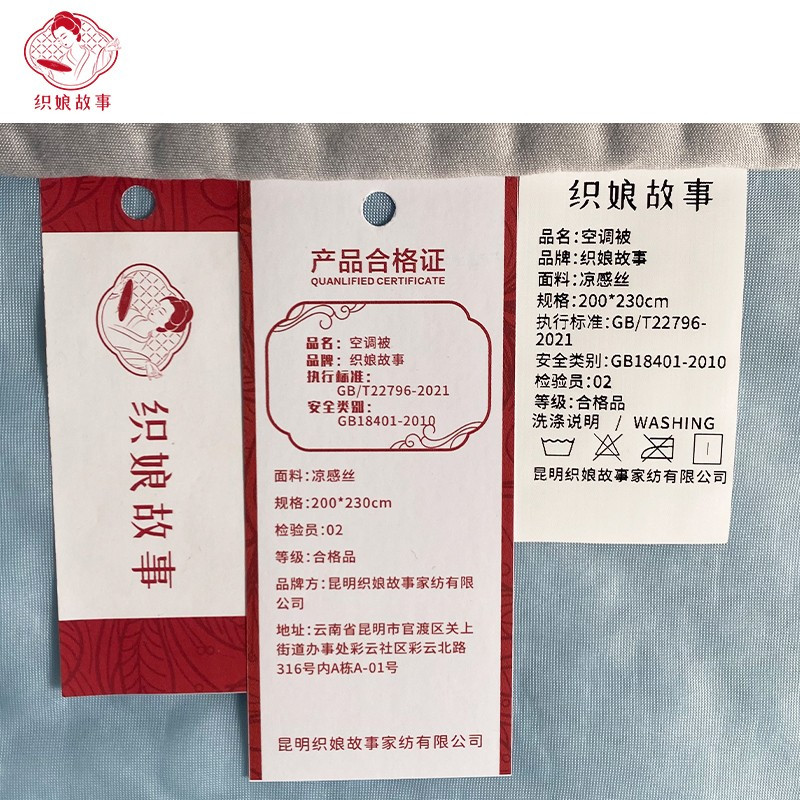 织娘故事
织娘故事
产品合格证
QUANLIFIED CERTIFICATE
品名：空调被
品牌：织娘故事
执行标准：
GB/T22796-2021
安全类别：
GB18401-2010
面料：凉感丝
规格：200*230cm
检验员：02
等级：合格品
品牌方：昆明织娘故事家纺有限
公司
地址：云南省昆明市官渡区关上
街道办事处彩云社区彩云北路
316号内A栋A-01号
昆明织娘故事家纺有限公司
织娘故事
品名：空调被
品牌：织娘故事
面料：凉感丝
规格：200*230cm
执行标准：GB/T22796-
2021
安全类别：GB18401-2010
检验员：02
等级：合格品
洗涤说明 / WASHING
昆明织娘故事家纺有限公司